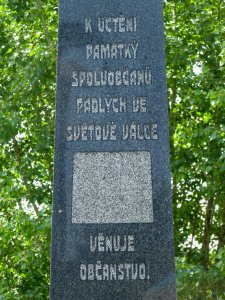 K UCTĚNÍ
PAMÁTKY
SPOLUOBČANŮ
PADLÝCH VE
SVĚTOVÉ VÁLCE
VĚNUJE
OBČANSTVO.